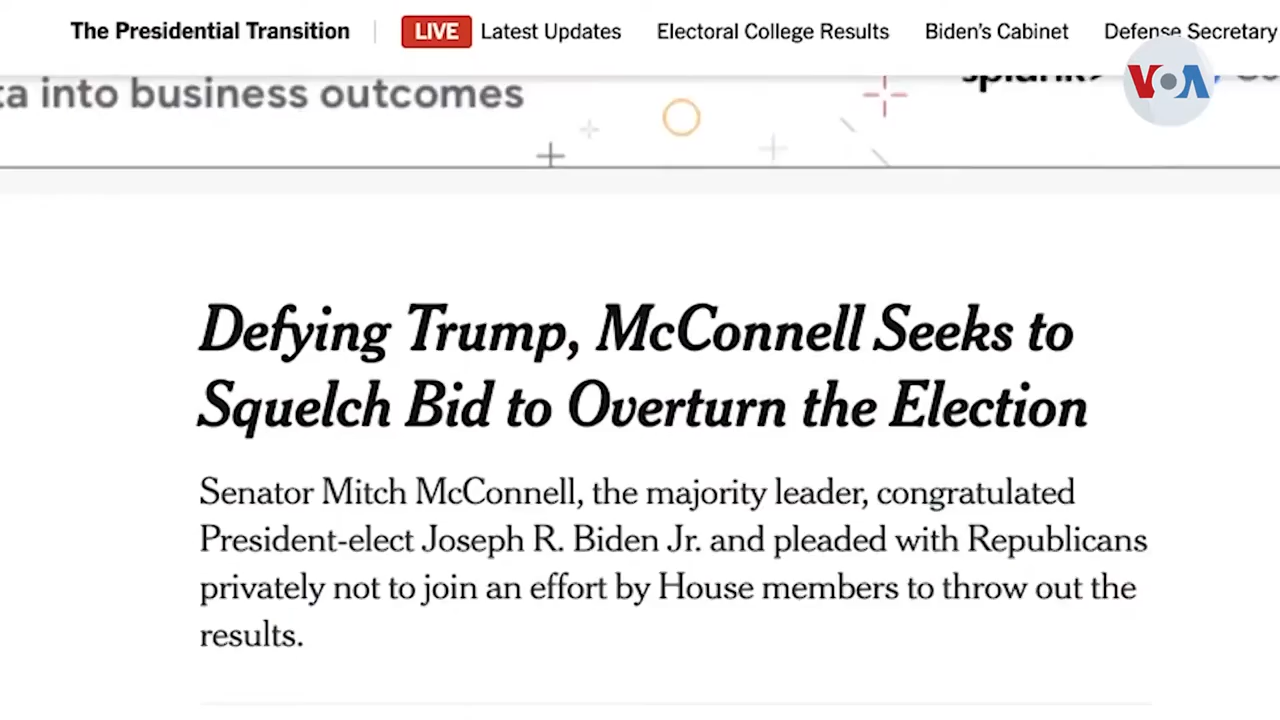 The Presidential Transition LIVE Latest Updates Electoral College Results Biden's Cabinet Defense Secretary
VOA
into business outcomes
Defying Trump, McConnell Seeks to
Squelch Bid to Overturn the Election
Senator Mitch McConnell, the majority leader, congratulated
President-elect Joseph R. Biden Jr. and pleaded with Republicans
privately not to join an effort by House members to throw out the
results.